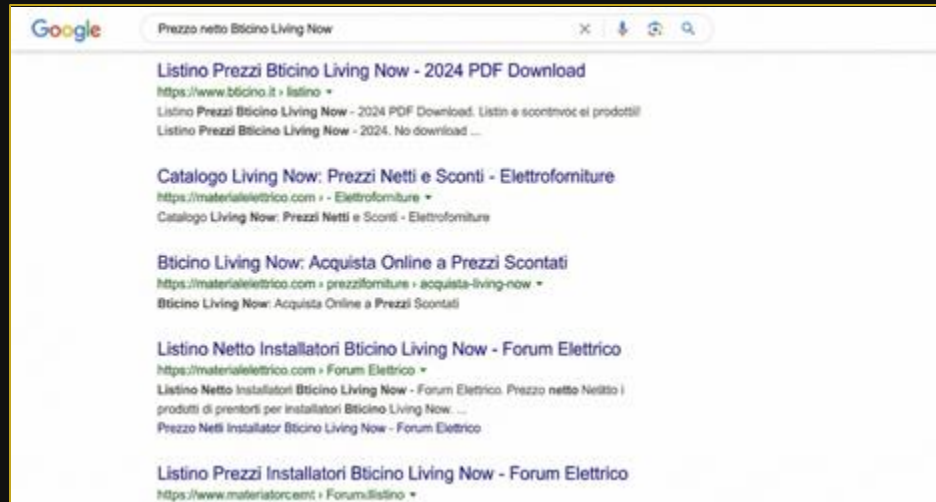 Google
Prezzo netto Bticino Living Now
Listino Prezzi Bticino Living Now - 2024 PDF Download
https://www.bticino.it › listino
Listino Prezzi Bticino Living Now - 2024 PDF Download. Listin e scontnvoc ei prodottil!
Listino Prezzi Bticino Living Now - 2024. No download ...
Catalogo Living Now: Prezzi Netti e Sconti - Elettroforniture
https://materialelettrico.com › - Elettroforniture
Catalogo Living Now: Prezzi Netti e Sconti - Elettroforniture
Bticino Living Now: Acquista Online a Prezzi Scontati
https://materialelettrico.com › prezziforniture › acquista-living-now
Bticino Living Now: Acquista Online a Prezzi Scontati
Listino Netto Installatori Bticino Living Now - Forum Elettrico
https://materialelettrico.com › Forum Elettrico
Listino Netto Installatori Bticino Living Now - Forum Elettrico. Prezzo netto i
prodotti di prentorti per installatori Bticino Living Now. ...
Prezzo Netti Installator Bticino Living Now - Forum Elettrico
Listino Prezzi Installatori Bticino Living Now - Forum Elettrico